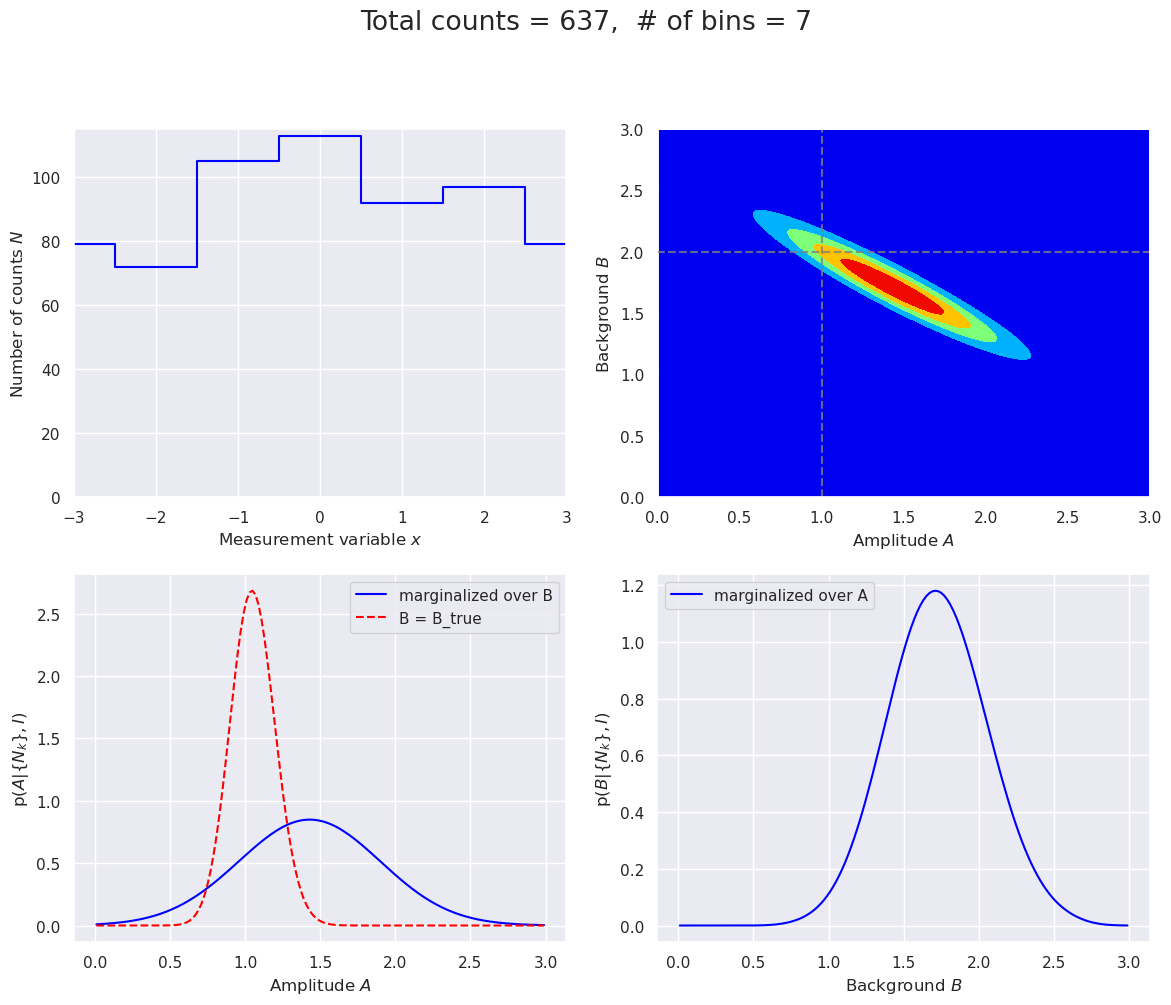 Total counts = 637,  # of bins = 7
100
80
60
40
20
0
Number of counts N
−3 −2 −1 0 1 2 3
Measurement variable x
3.0
2.5
2.0
1.5
1.0
0.5
0.0
Background B
0.0 0.5 1.0 1.5 2.0 2.5 3.0
Amplitude A
marginalized over B
B = B_true
2.5
2.0
1.5
1.0
0.5
0.0
p(A|{N_k}, I)
0.0 0.5 1.0 1.5 2.0 2.5 3.0
Amplitude A
marginalized over A
1.2
1.0
0.8
0.6
0.4
0.2
0.0
p(B|{N_k}, I)
0.0 0.5 1.0 1.5 2.0 2.5 3.0
Background B